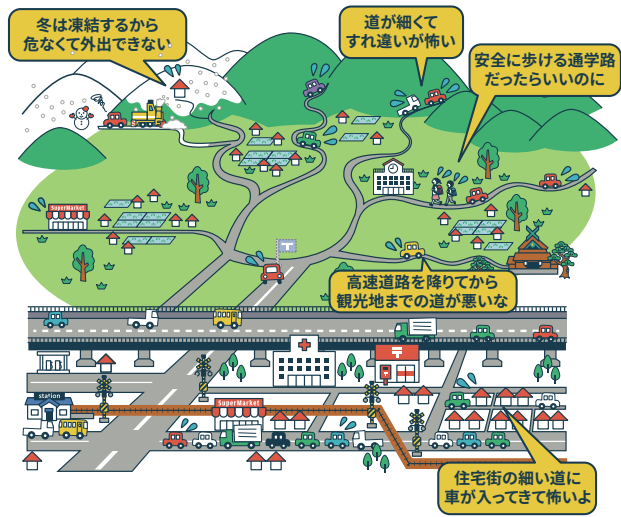 冬は凍結するから
危なくて外出できない
道が細くて
すれ違いが怖い
安全に歩ける通学路
だったらいいのに
SuperMarket
高速道路を降りてから
観光地までの道が悪いな
station
SuperMarket
住宅街の細い道に
車が入ってきて怖いよ